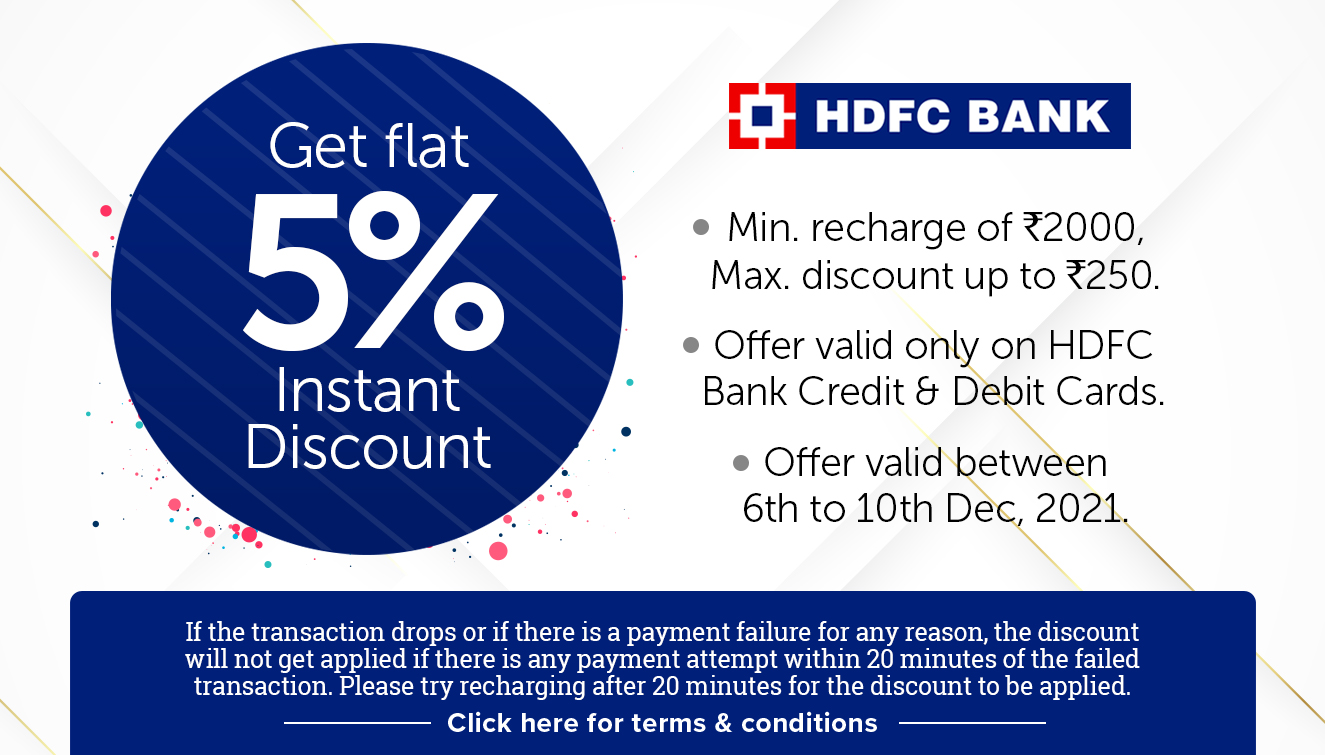 Get flat
5%
Instant
Discount
HDFC BANK
• Min. recharge of ₹2000,
Max. discount up to ₹250.
• Offer valid only on HDFC
Bank Credit & Debit Cards.
• Offer valid between
6th to 10th Dec, 2021.
If the transaction drops or if there is a payment failure for any reason, the discount
will not get applied if there is any payment attempt within 20 minutes of the failed
transaction. Please try recharging after 20 minutes for the discount to be applied.
Click here for terms & conditions